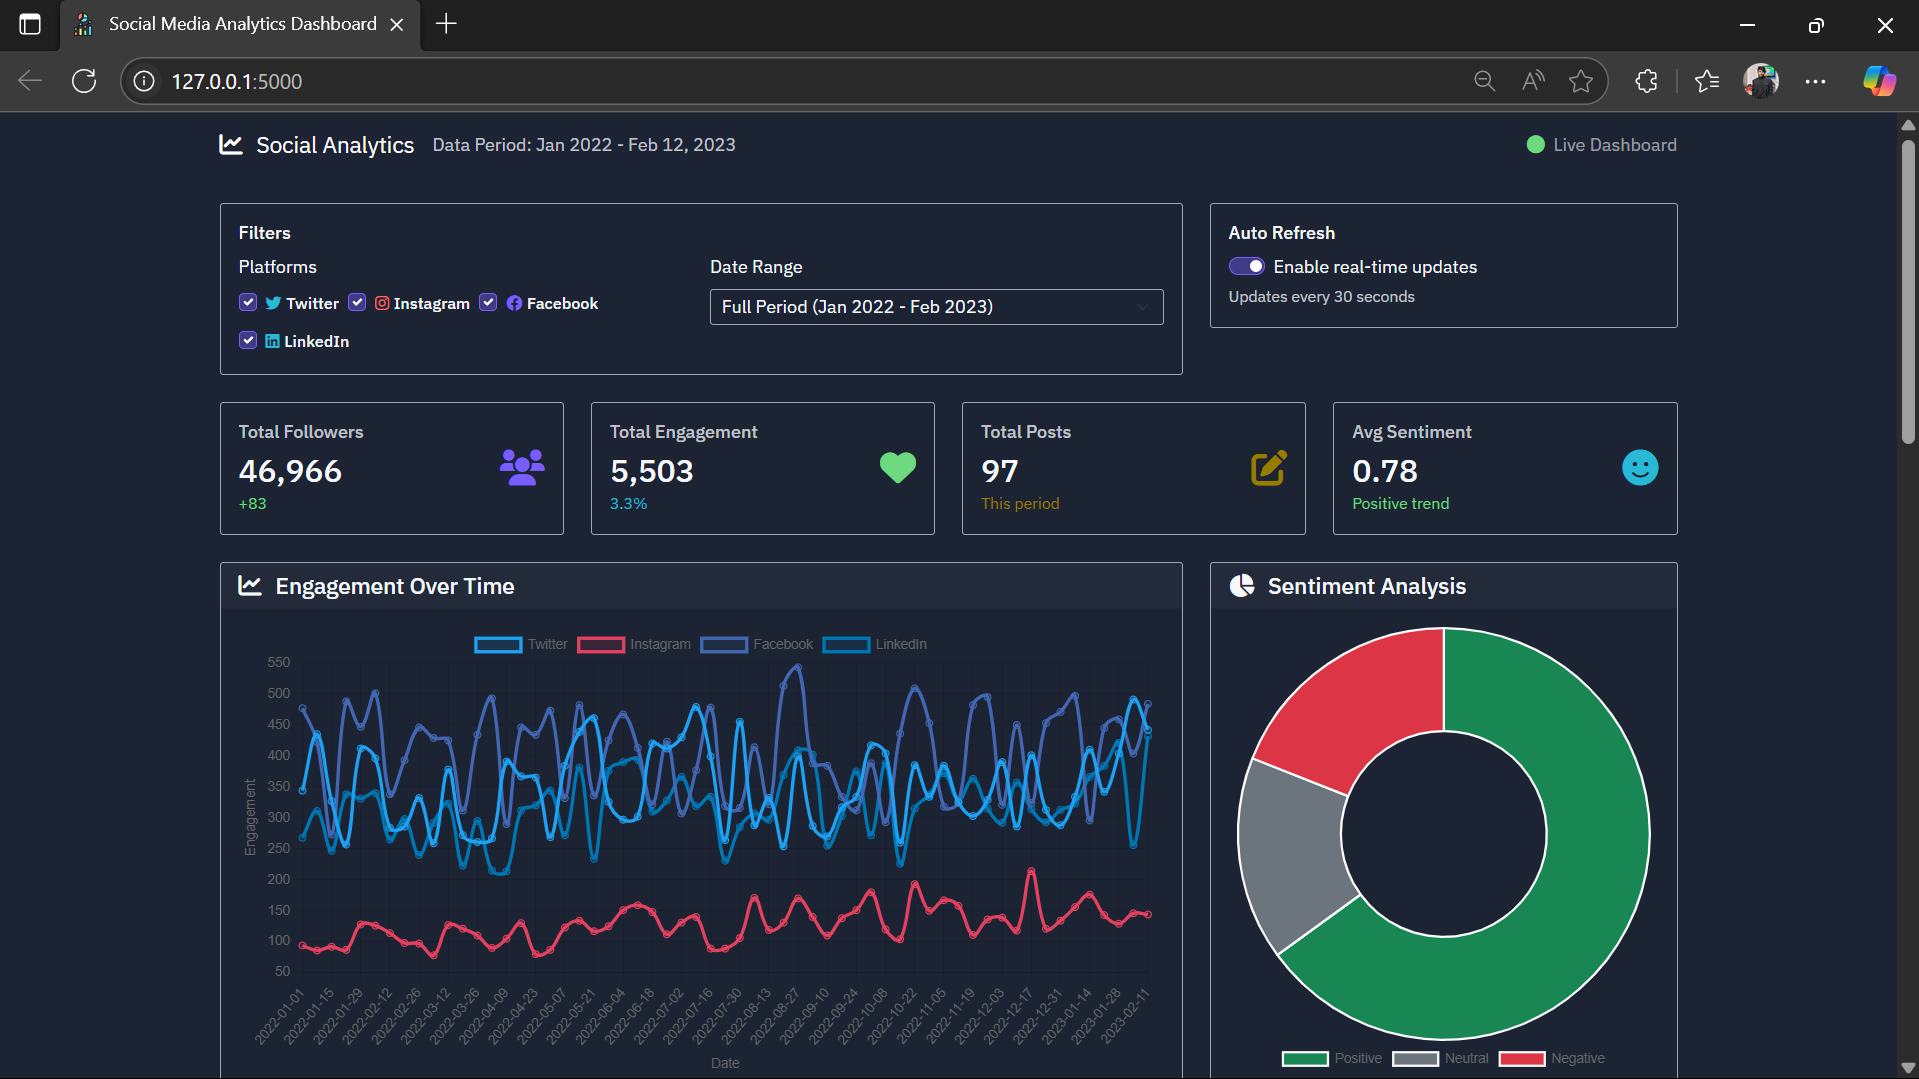 Social Media Analytics Dashboard
127.0.0.1:5000
Social Analytics Data Period: Jan 2022 - Feb 12, 2023
Live Dashboard
Filters
Platforms
Twitter Instagram Facebook
LinkedIn
Date Range
Full Period (Jan 2022 - Feb 2023)
Auto Refresh
Enable real-time updates
Updates every 30 seconds
Total Followers
46,966
+83
Total Engagement
5,503
3.3%
Total Posts
97
This period
Avg Sentiment
0.78
Positive trend
Engagement Over Time
Twitter Instagram Facebook LinkedIn
550
500
450
400
350
300
250
200
150
100
50
Engagement
2022-01-01
2022-01-15
2022-01-29
2022-02-12
2022-02-26
2022-03-12
2022-03-26
2022-04-09
2022-04-23
2022-05-07
2022-05-21
2022-06-04
2022-06-18
2022-07-02
2022-07-16
2022-07-30
2022-08-13
2022-08-27
2022-09-10
2022-09-24
2022-10-08
2022-10-22
2022-11-05
2022-11-19
2022-12-03
2022-12-17
2022-12-31
2023-01-14
2023-01-28
2023-02-11
Date
Sentiment Analysis
Positive Neutral Negative